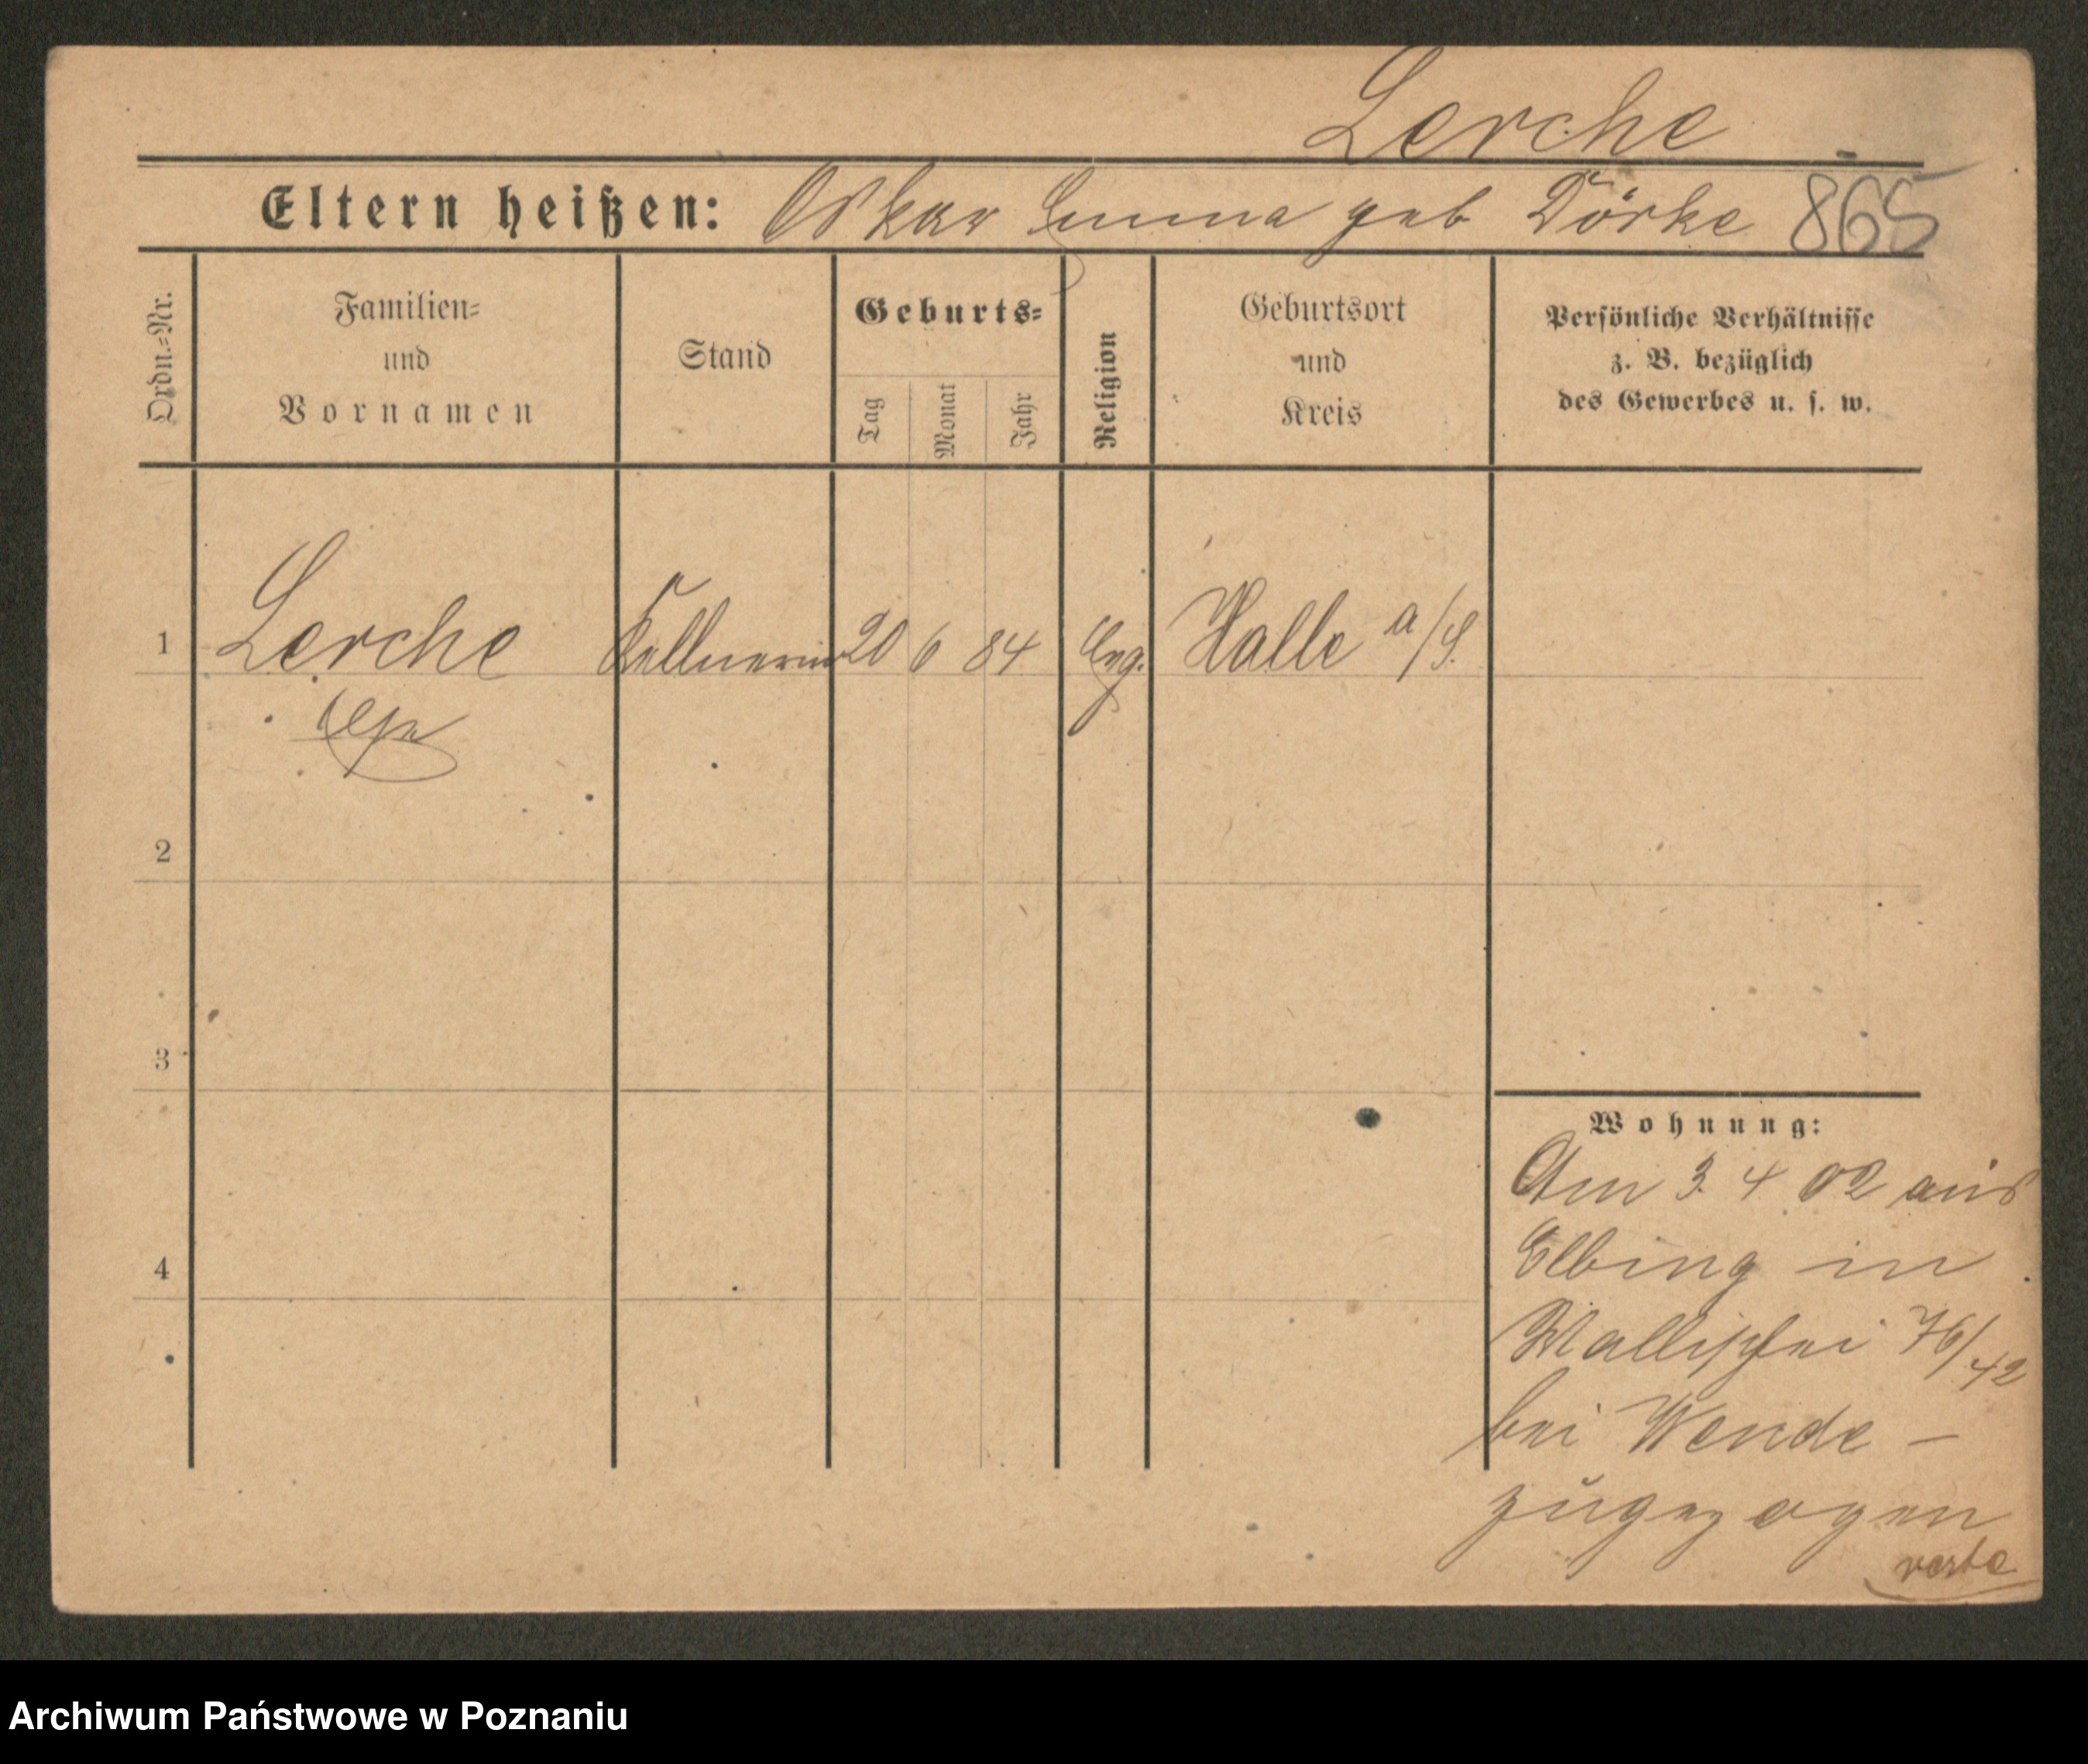 Lerche
Eltern heißen: Oskar Emma geb Dörke 865
Ordn.-Nr.
Familien-
und
Vornamen
Stand
Geburts-
Tag
Monat
Jahr
Religion
Geburtsort
und
Kreis
Persönliche Verhältnisse
z. B. bezüglich
des Gewerbes u. s. w.
1 Lerche Kellnerin 20 6 84 Evg. Halle a/S.
2
3
4
Wohnung:
Am 3. 4 02 aus
Elbing in
76/42
bei Wende –
zugezogen
verte
Archiwum Państwowe w Poznaniu